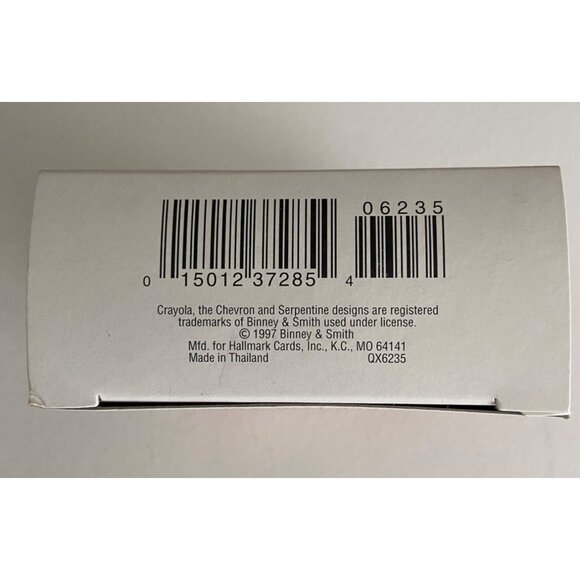 06235
0 15012 37285 4
Crayola, the Chevron and Serpentine designs are registered
trademarks of Binney & Smith used under license.
© 1997 Binney & Smith
Mfd. for Hallmark Cards, Inc., K.C., MO 64141
Made in Thailand QX6235